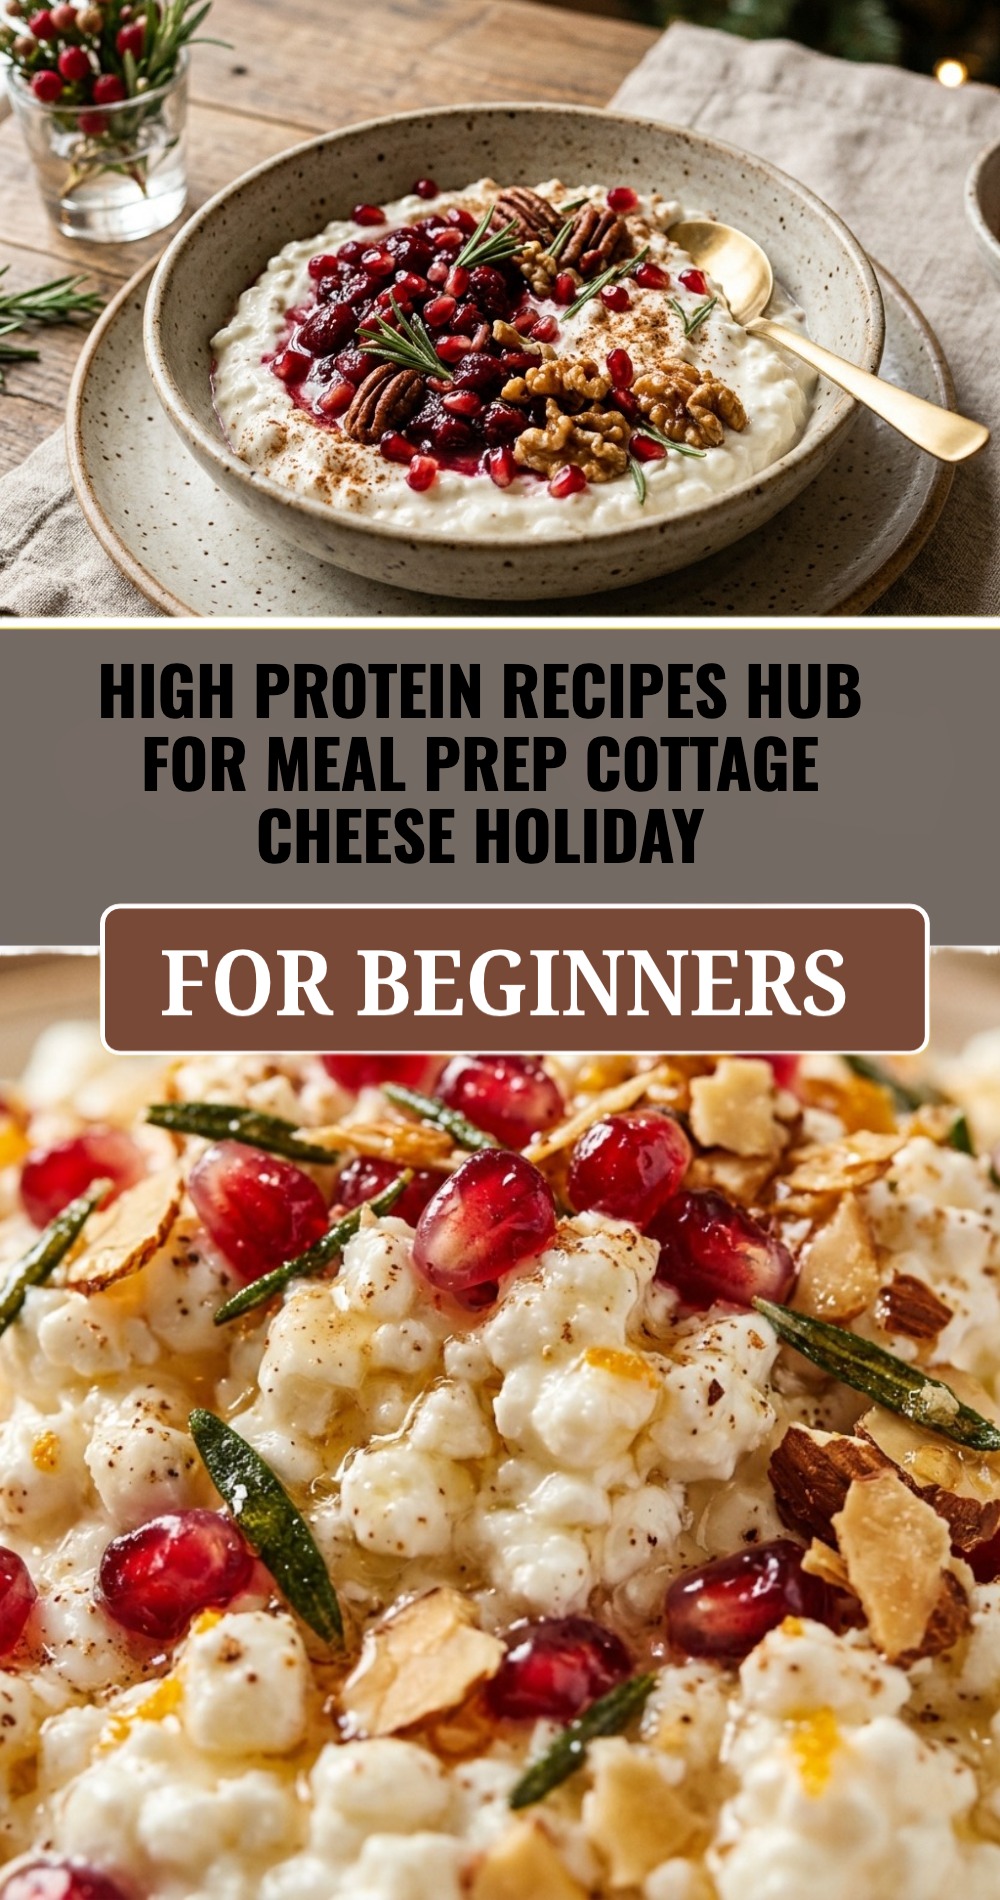 HIGH PROTEIN RECIPES HUB
FOR MEAL PREP COTTAGE
CHEESE HOLIDAY
FOR BEGINNERS